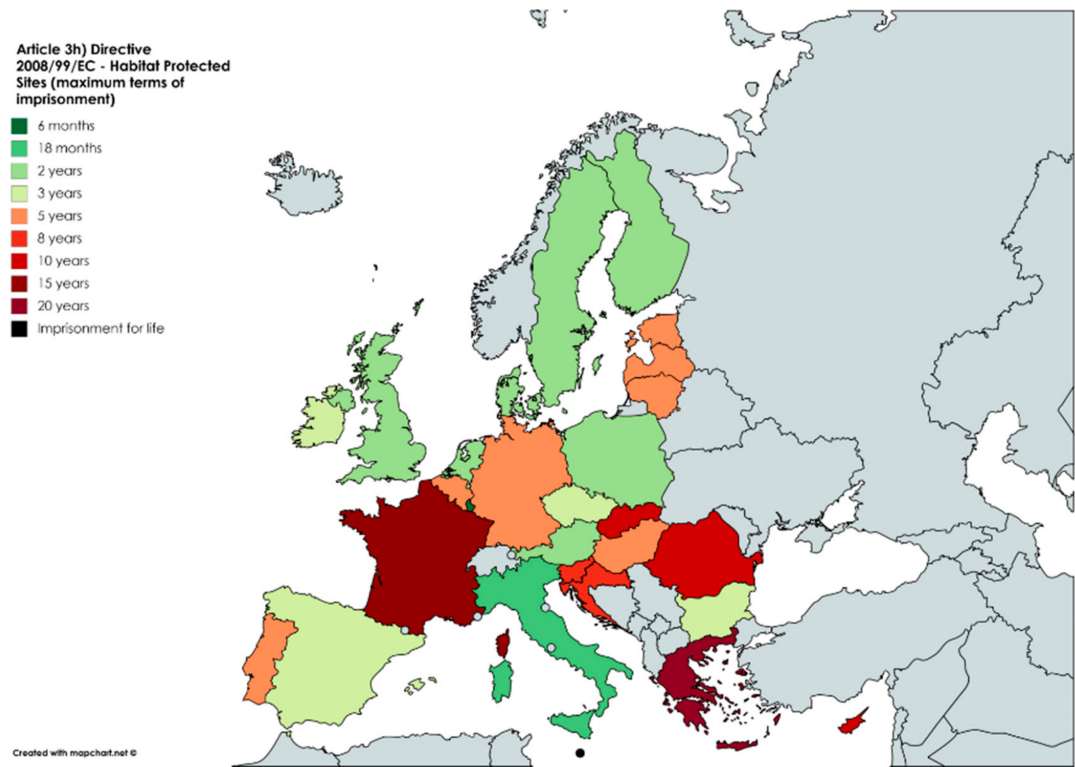 Article 3h) Directive
2008/99/EC - Habitat Protected
Sites (maximum terms of
imprisonment)
6 months
18 months
2 years
3 years
5 years
8 years
10 years
15 years
20 years
Imprisonment for life
Created with mapchart.net ©